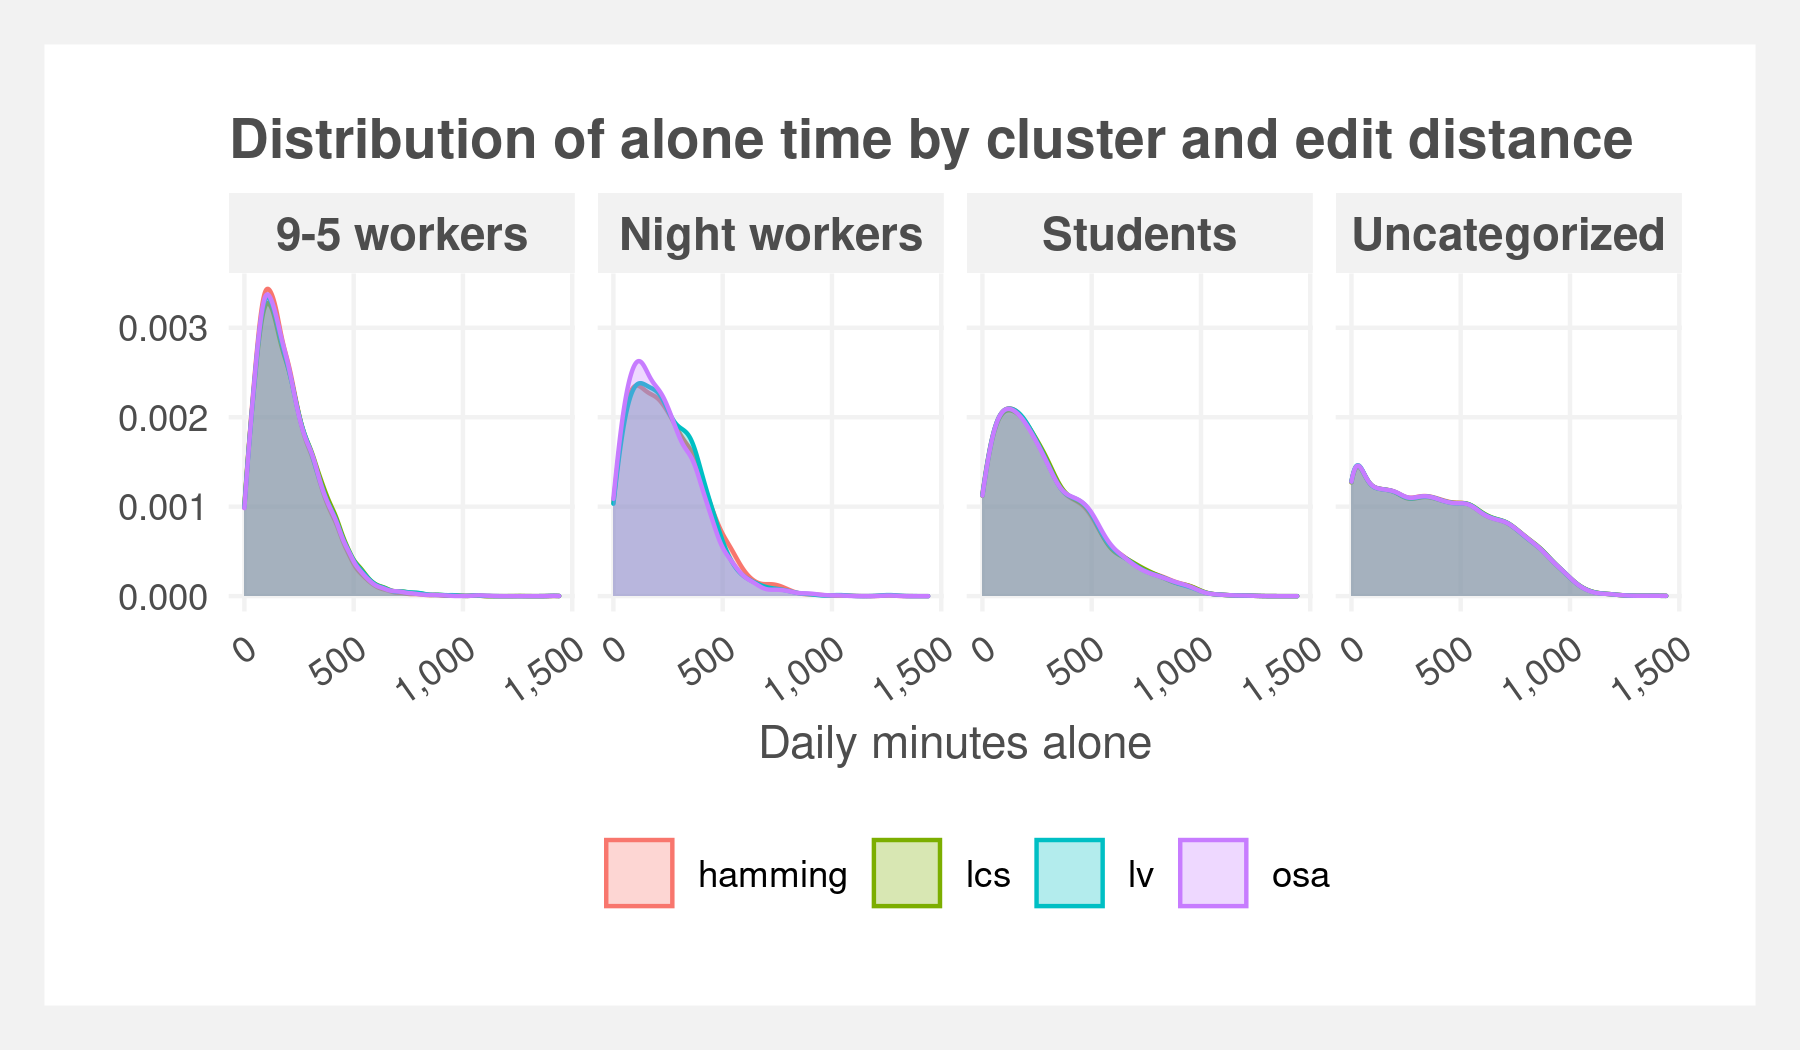 Distribution of alone time by cluster and edit distance
9-5 workers Night workers Students Uncategorized
0.003
0.002
0.001
0.000
0 500 1,000 1,500 0 500 1,000 1,500 0 500 1,000 1,500 0 500 1,000 1,500
Daily minutes alone
hamming lcs lv osa